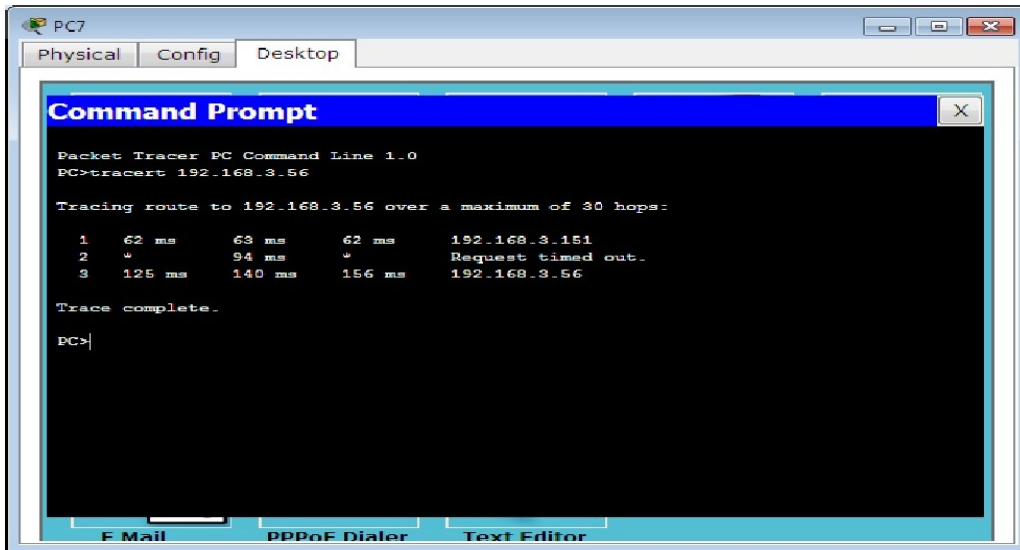 PC7
Physical Config Desktop
Command Prompt X
Packet Tracer PC Command Line 1.0
PC>tracert 192.168.3.56
Tracing route to 192.168.3.56 over a maximum of 30 hops:
1 62 ms 63 ms 62 ms 192.168.3.151
2 * 94 ms * Request timed out.
3 125 ms 140 ms 156 ms 192.168.3.56
Trace complete.
PC>
E Mail PPPoE Dialer Text Editor